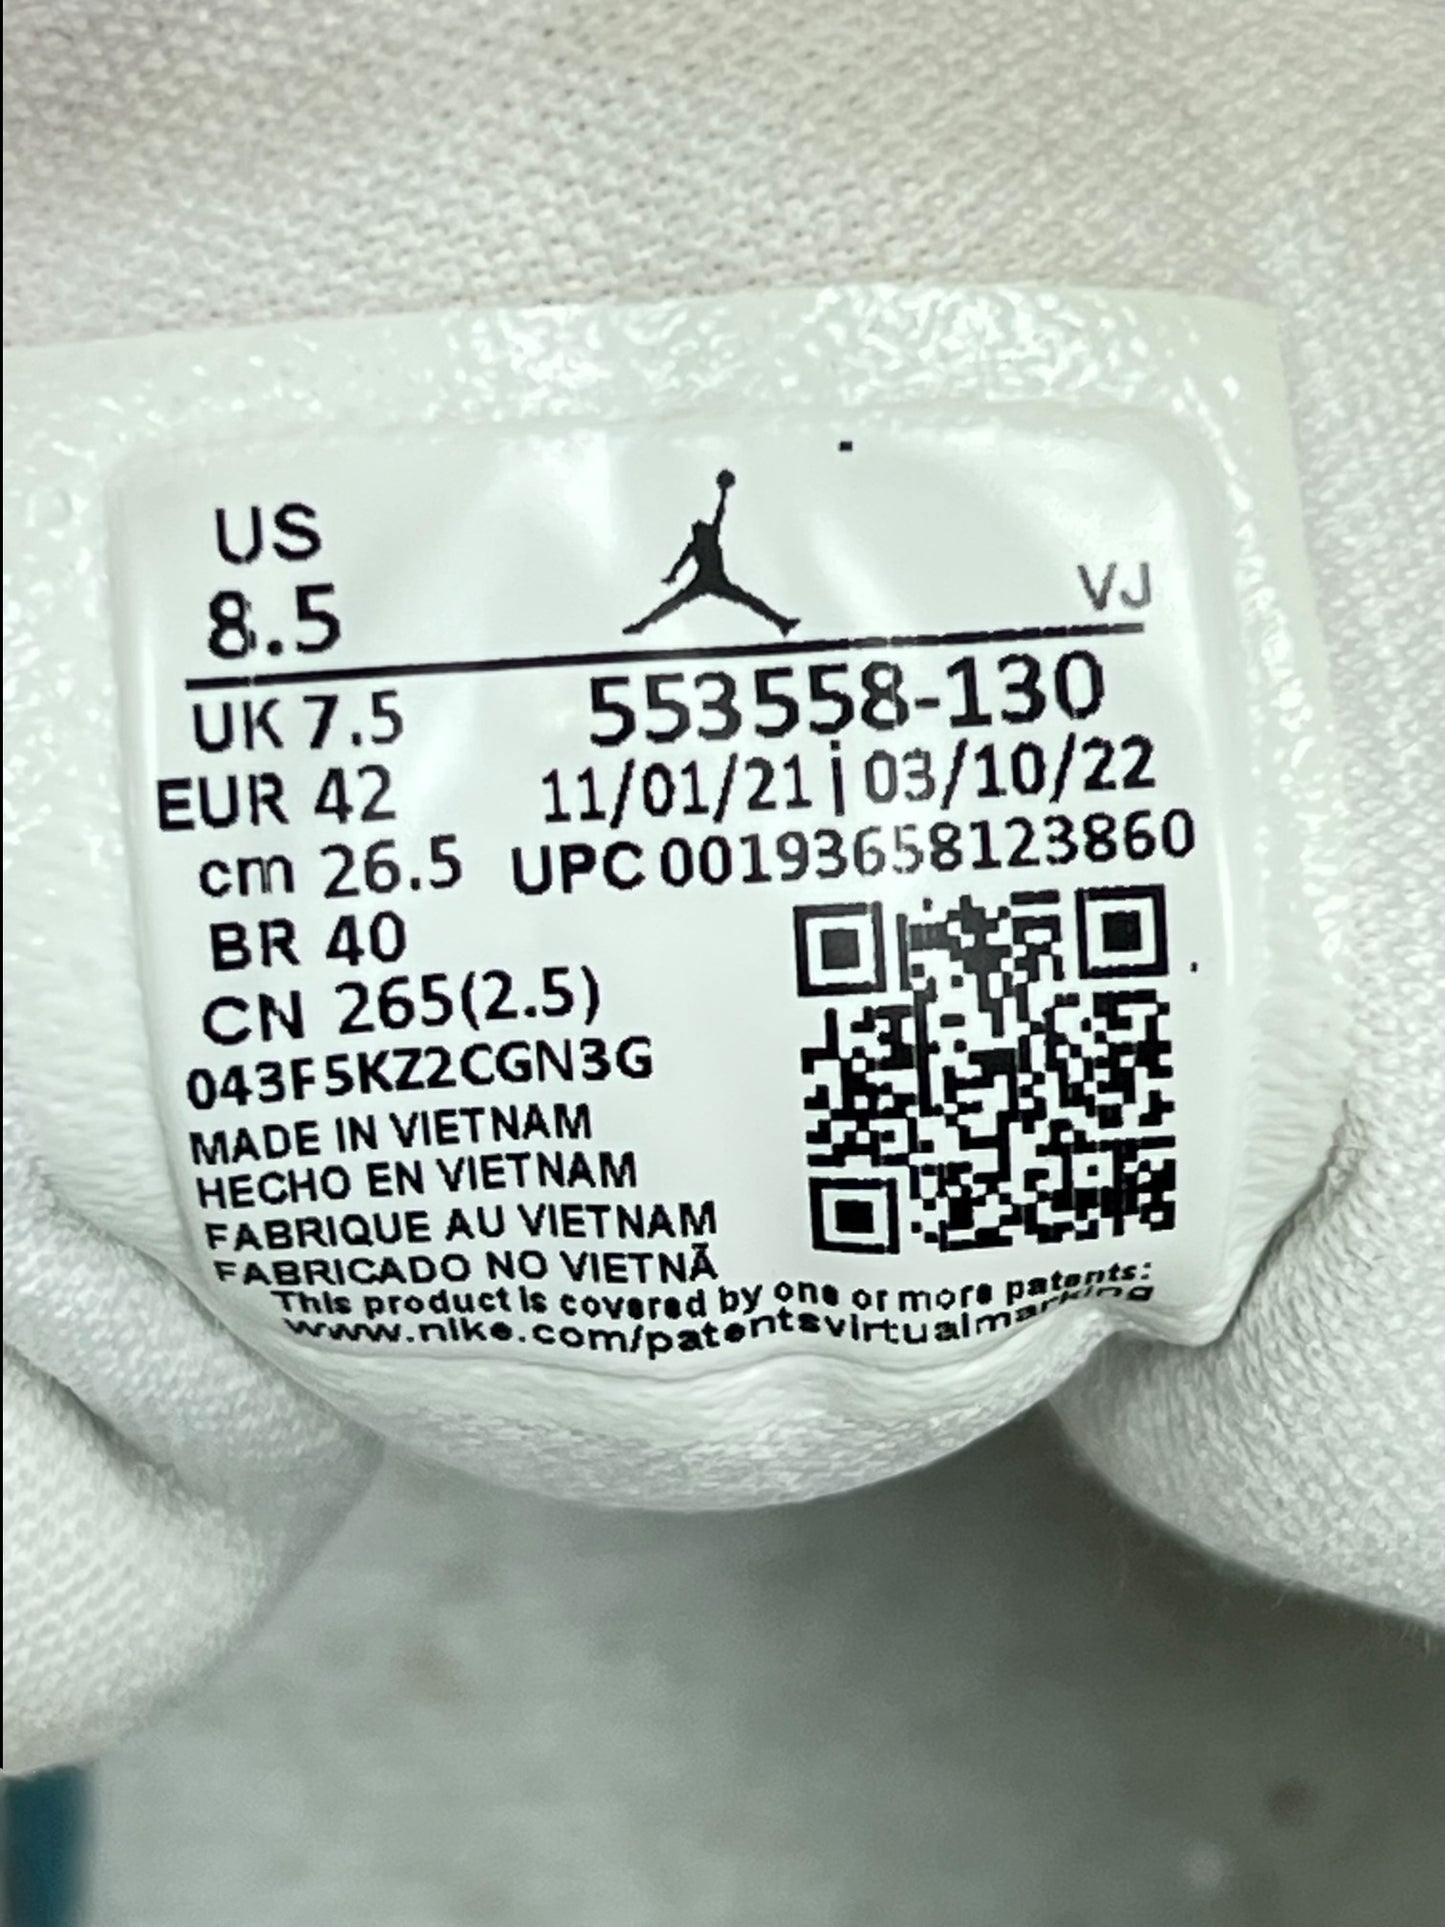 US
8.5
VJ
UK 7.5
553558-130
EUR 42
11/01/21 | 03/10/22
cm 26.5
UPC 00193658123860
BR 40
CN 265(2.5)
043F5KZ2CGN3G
MADE IN VIETNAM
HECHO EN VIETNAM
FABRIQUE AU VIETNAM
FABRICADO NO VIETNÃ
This product is covered by one or more patents:
www.nike.com/patentsvirtualmarking